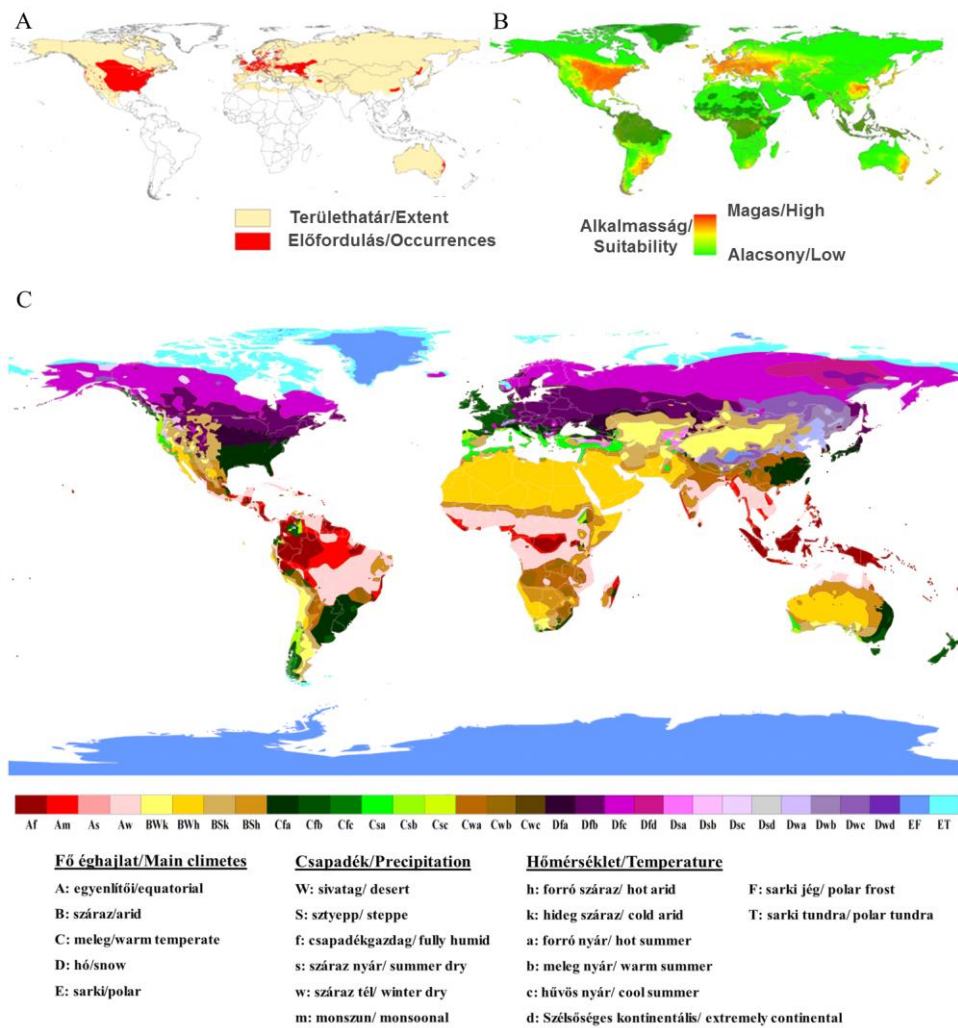 A
B
Területhatár/Extent
Előfordulás/Occurrences
Alkalmasság/
Suitability
Magas/High
Alacsony/Low
C
Af Am As Aw BWk BWh BSk BSh Cfa Cfb Cfc Csa Csb Csc Cwa Cwb Cwc Dfa Dfb Dfc Dfd Dsa Dsb Dsc Dsd Dwa Dwb Dwc Dwd EF ET
Fő éghajlat/Main climetes
A: egyenlítői/equatorial
B: száraz/arid
C: meleg/warm temperate
D: hó/snow
E: sarki/polar
Csapadék/Precipitation
W: sivatag/ desert
S: sztyepp/ steppe
f: csapadékgazdag/ fully humid
s: száraz nyár/ summer dry
w: száraz tél/ winter dry
m: monszun/ monsoonal
Hőmérséklet/Temperature
h: forró száraz/ hot arid
k: hideg száraz/ cold arid
a: forró nyár/ hot summer
b: meleg nyár/ warm summer
c: hűvös nyár/ cool summer
d: Szélsőséges kontinentális/ extremely continental
F: sarki jég/ polar frost
T: sarki tundra/ polar tundra